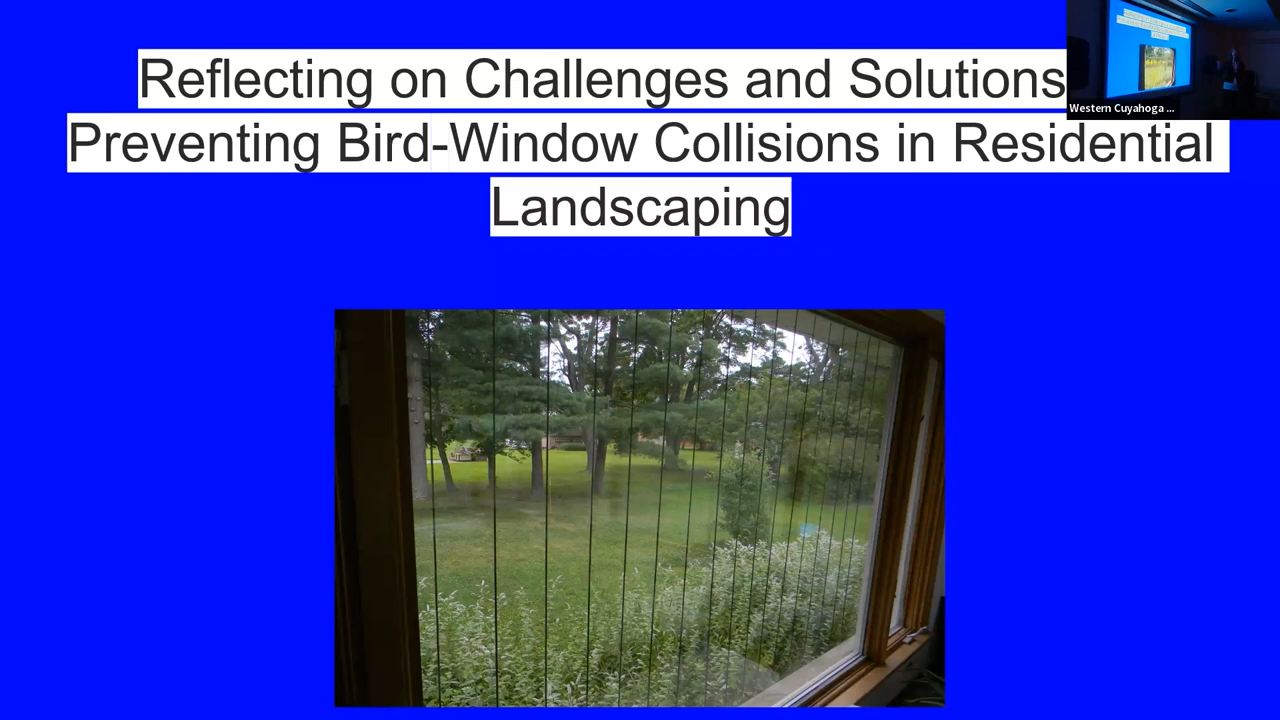 Reflecting on Challenges and Solutions
Western Cuyahoga ...
Preventing Bird-Window Collisions in Residential
Landscaping